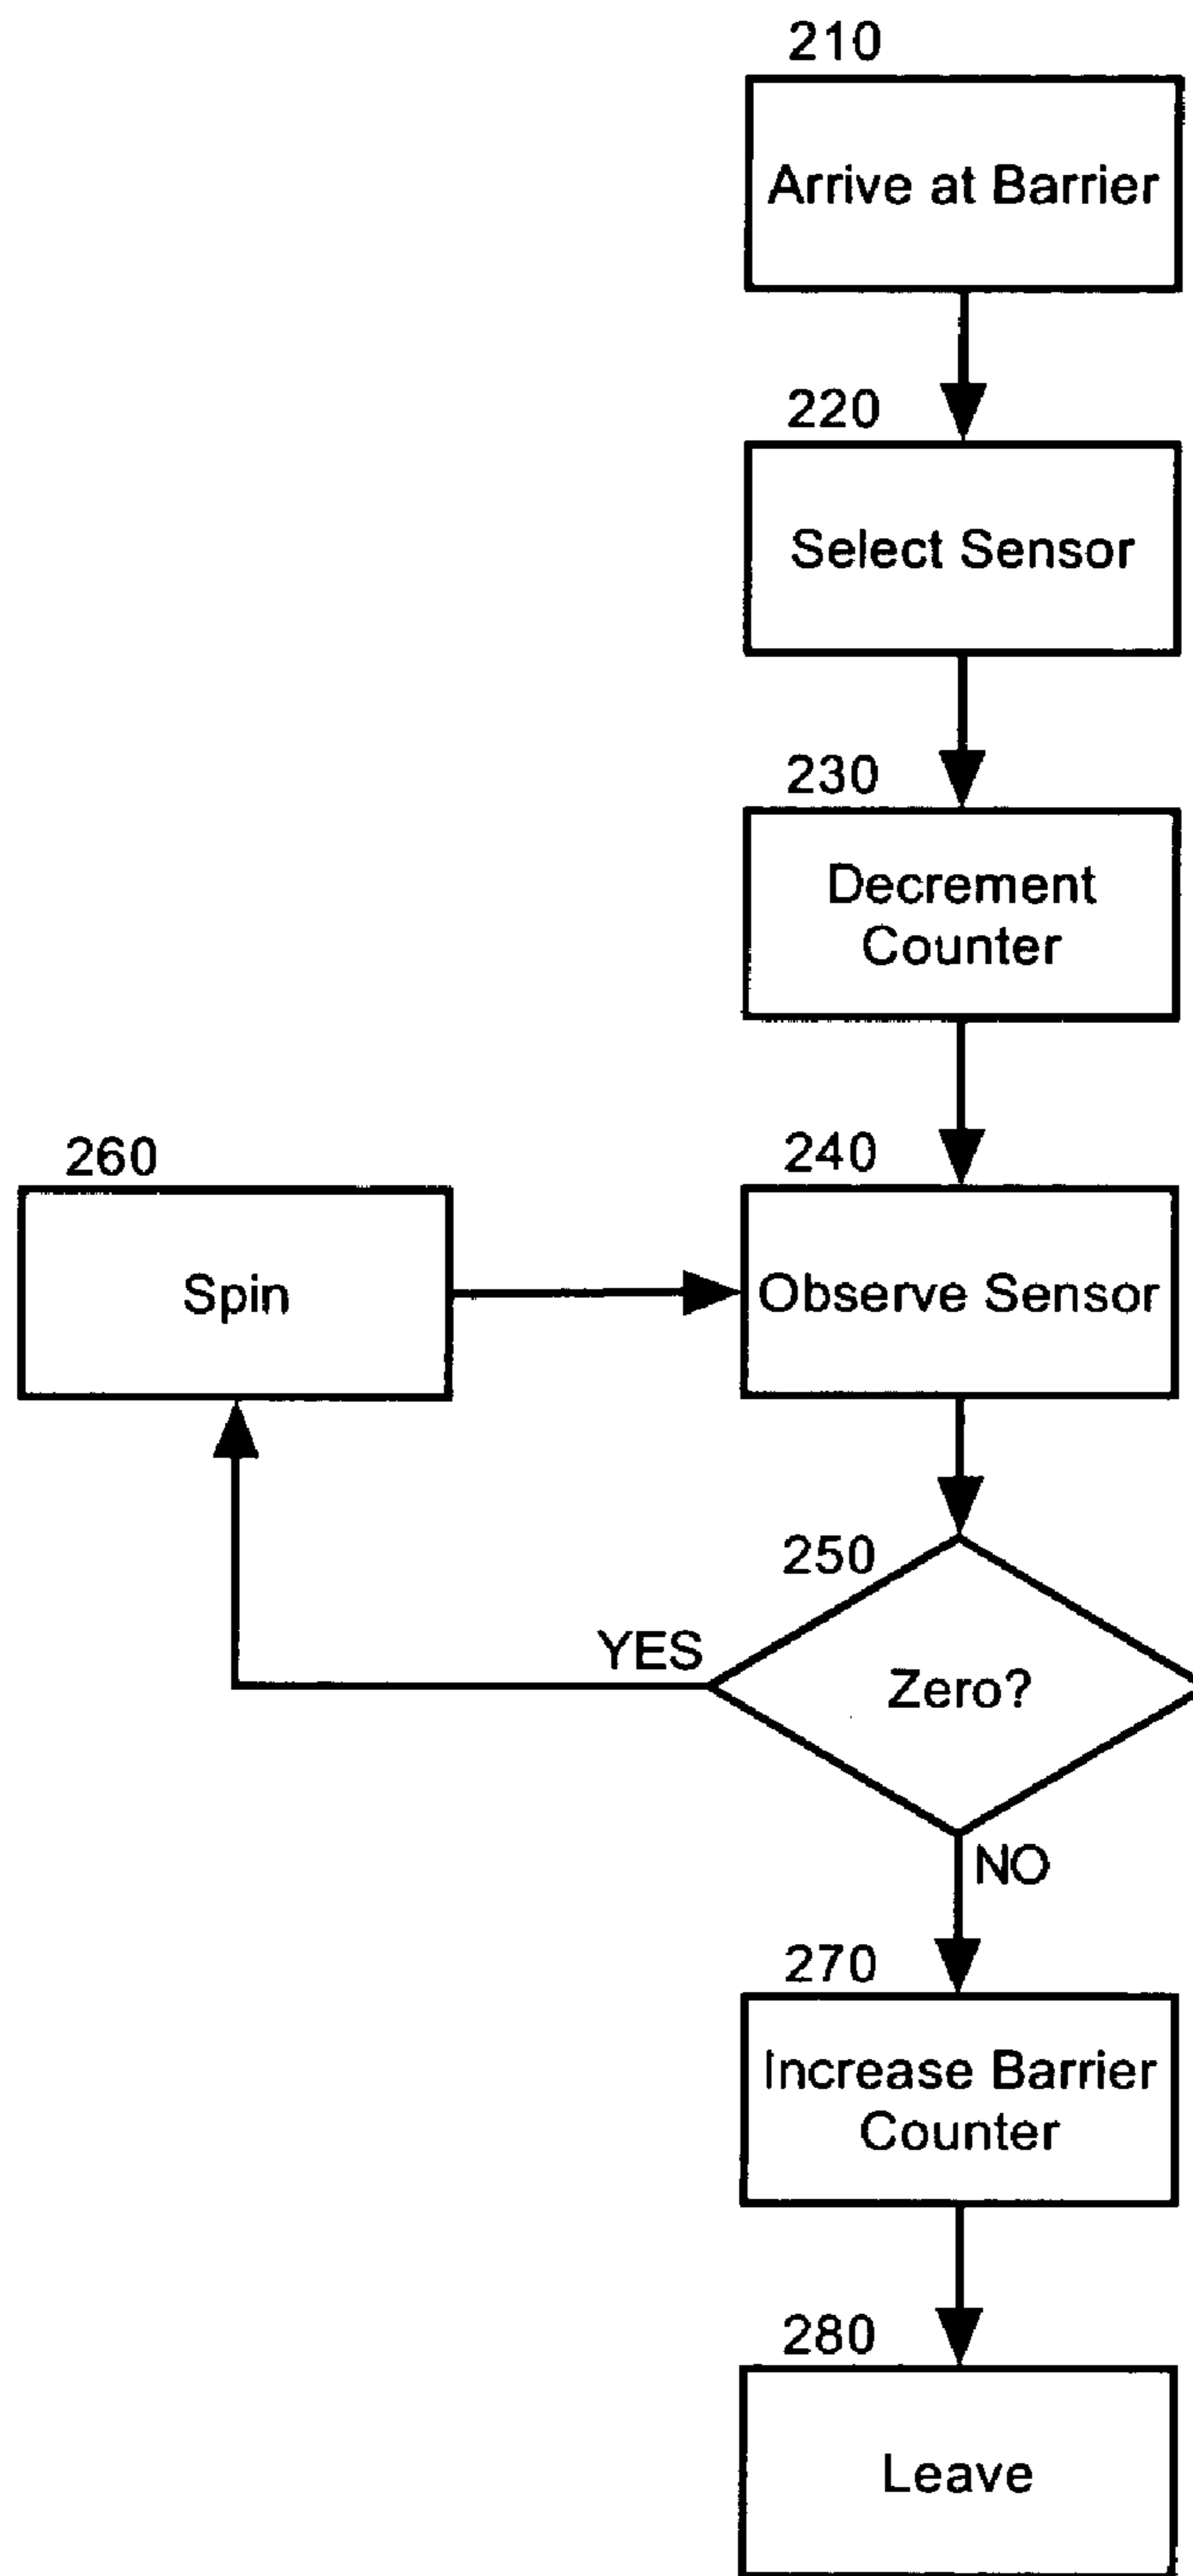 210
Arrive at Barrier
220
Select Sensor
230
Decrement
Counter
240
Observe Sensor
260
Spin
250
Zero?
YES
NO
270
Increase Barrier
Counter
280
Leave